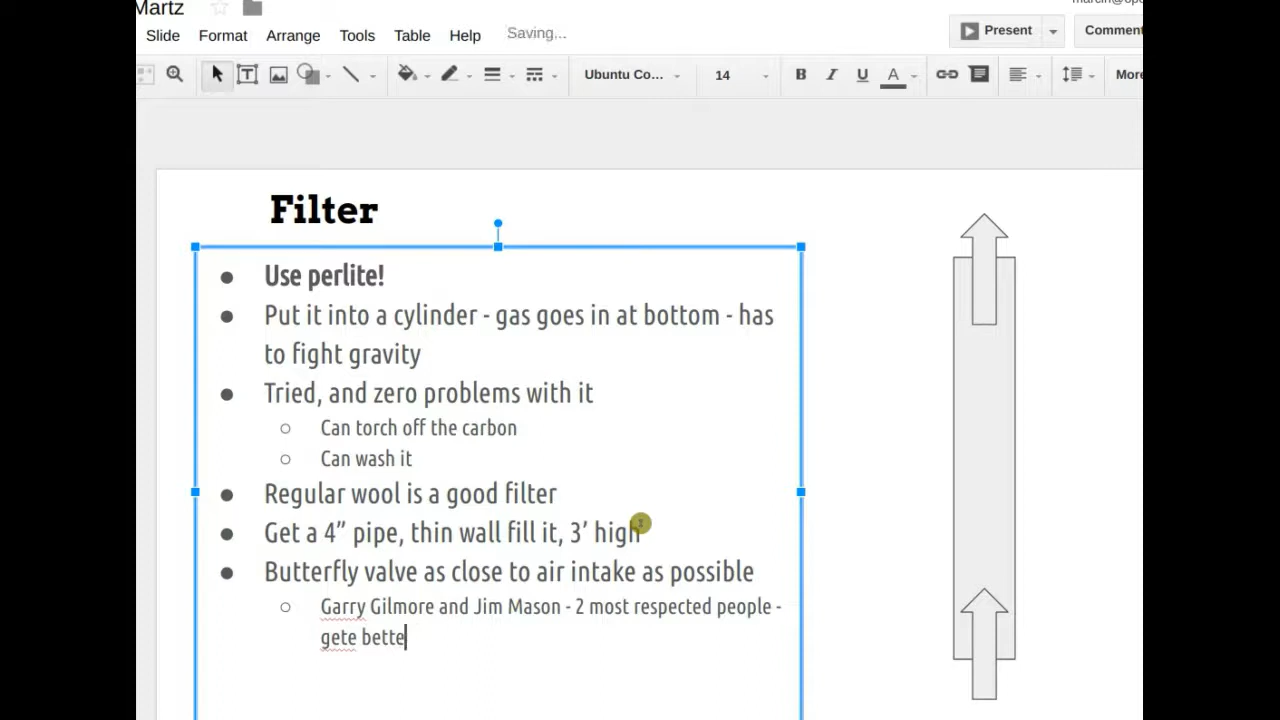 Martz
Slide Format Arrange Tools Table Help Saving...
Present Comment
Ubuntu Co... 14 B I U A More
Filter
● Use perlite!
● Put it into a cylinder - gas goes in at bottom - has
to fight gravity
● Tried, and zero problems with it
○ Can torch off the carbon
○ Can wash it
● Regular wool is a good filter
● Get a 4” pipe, thin wall fill it, 3’ high
● Butterfly valve as close to air intake as possible
○ Garry Gilmore and Jim Mason - 2 most respected people -
gete bette